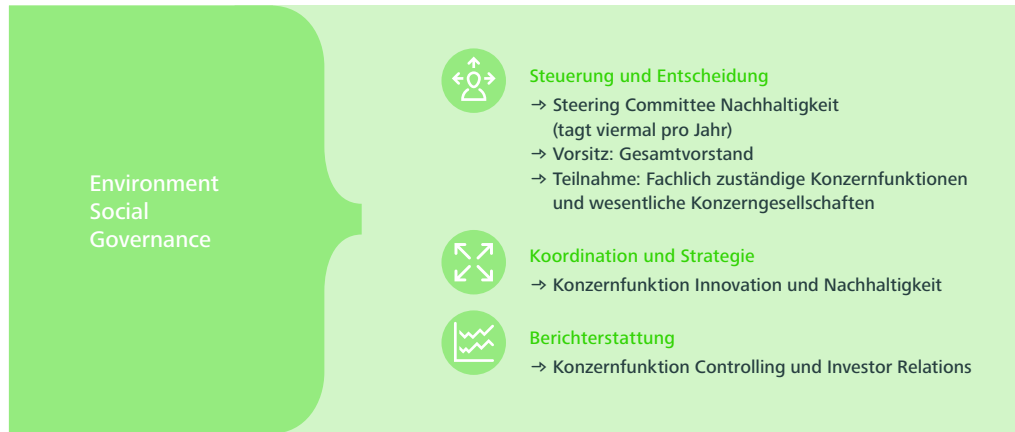 Environment
Social
Governance
Steuerung und Entscheidung
→ Steering Committee Nachhaltigkeit
(tagt viermal pro Jahr)
→ Vorsitz: Gesamtvorstand
→ Teilnahme: Fachlich zuständige Konzernfunktionen
und wesentliche Konzerngesellschaften
Koordination und Strategie
→ Konzernfunktion Innovation und Nachhaltigkeit
Berichterstattung
→ Konzernfunktion Controlling und Investor Relations